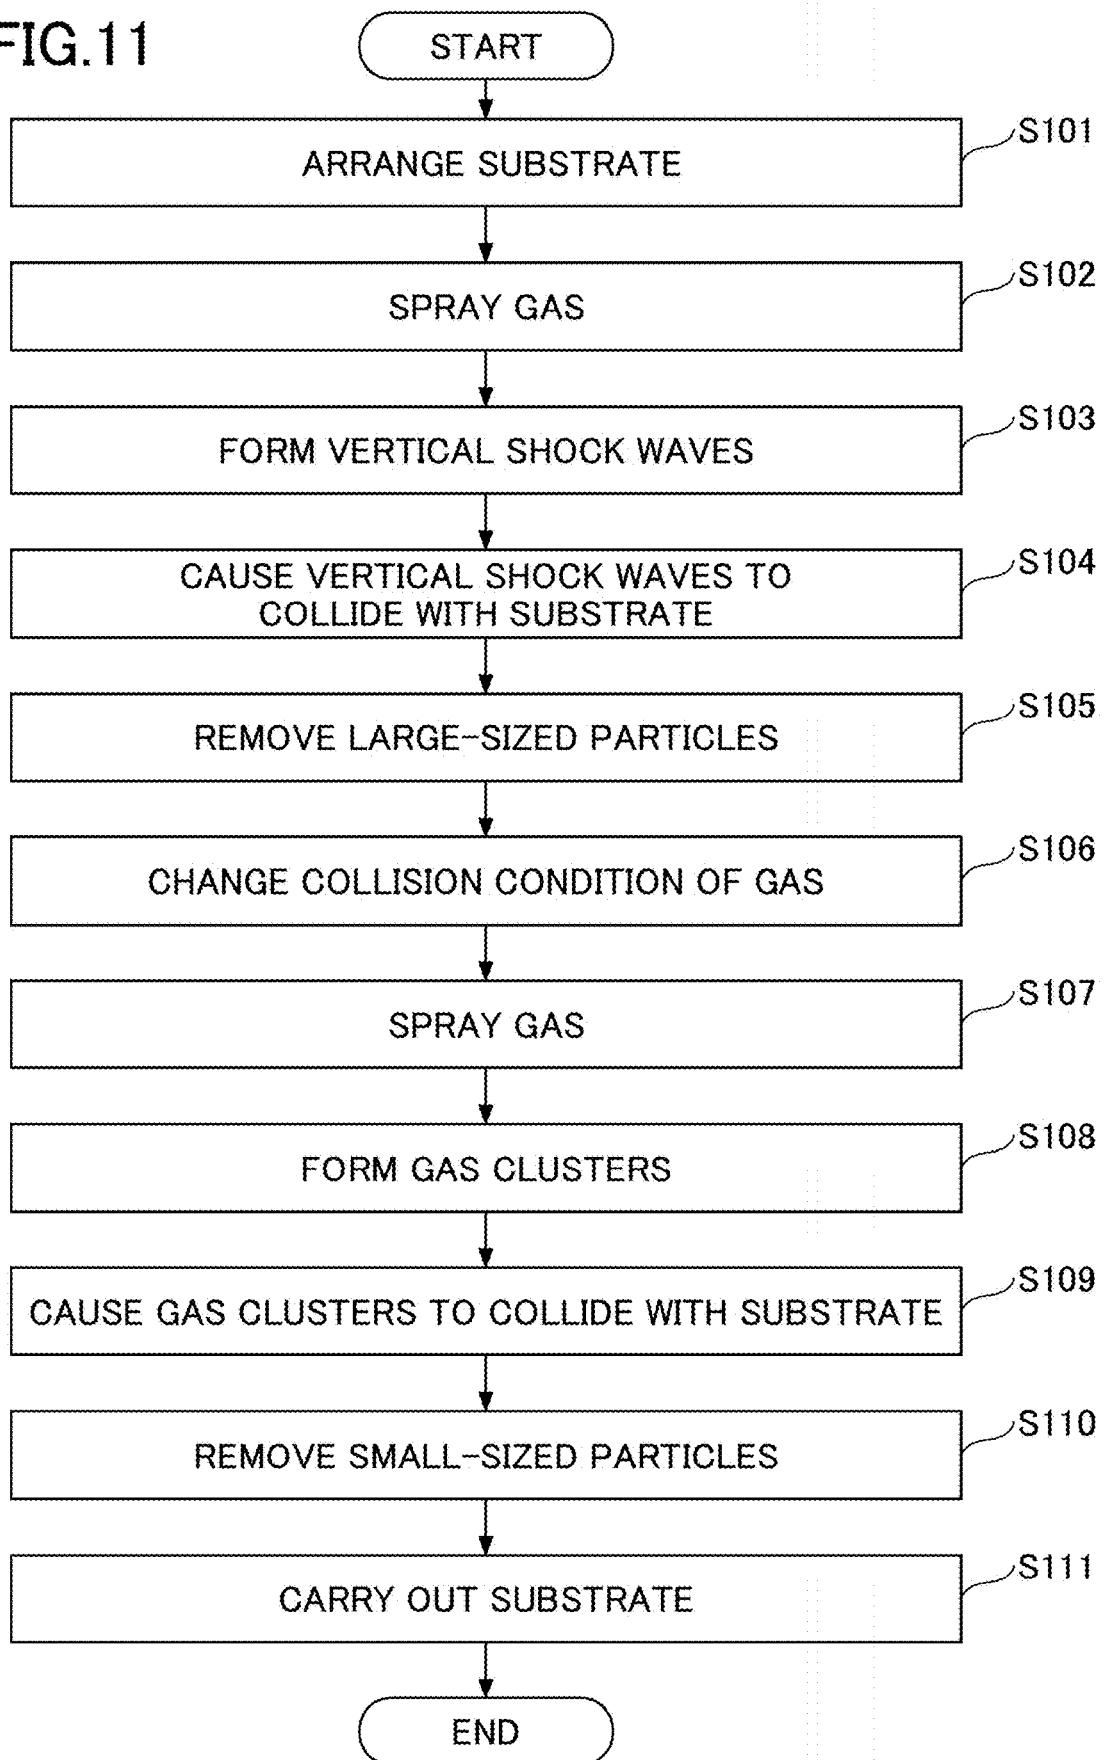 FIG.11
START
ARRANGE SUBSTRATE
S101
SPRAY GAS
S102
FORM VERTICAL SHOCK WAVES
S103
CAUSE VERTICAL SHOCK WAVES TO
COLLIDE WITH SUBSTRATE
S104
REMOVE LARGE-SIZED PARTICLES
S105
CHANGE COLLISION CONDITION OF GAS
S106
SPRAY GAS
S107
FORM GAS CLUSTERS
S108
CAUSE GAS CLUSTERS TO COLLIDE WITH SUBSTRATE
S109
REMOVE SMALL-SIZED PARTICLES
S110
CARRY OUT SUBSTRATE
S111
END